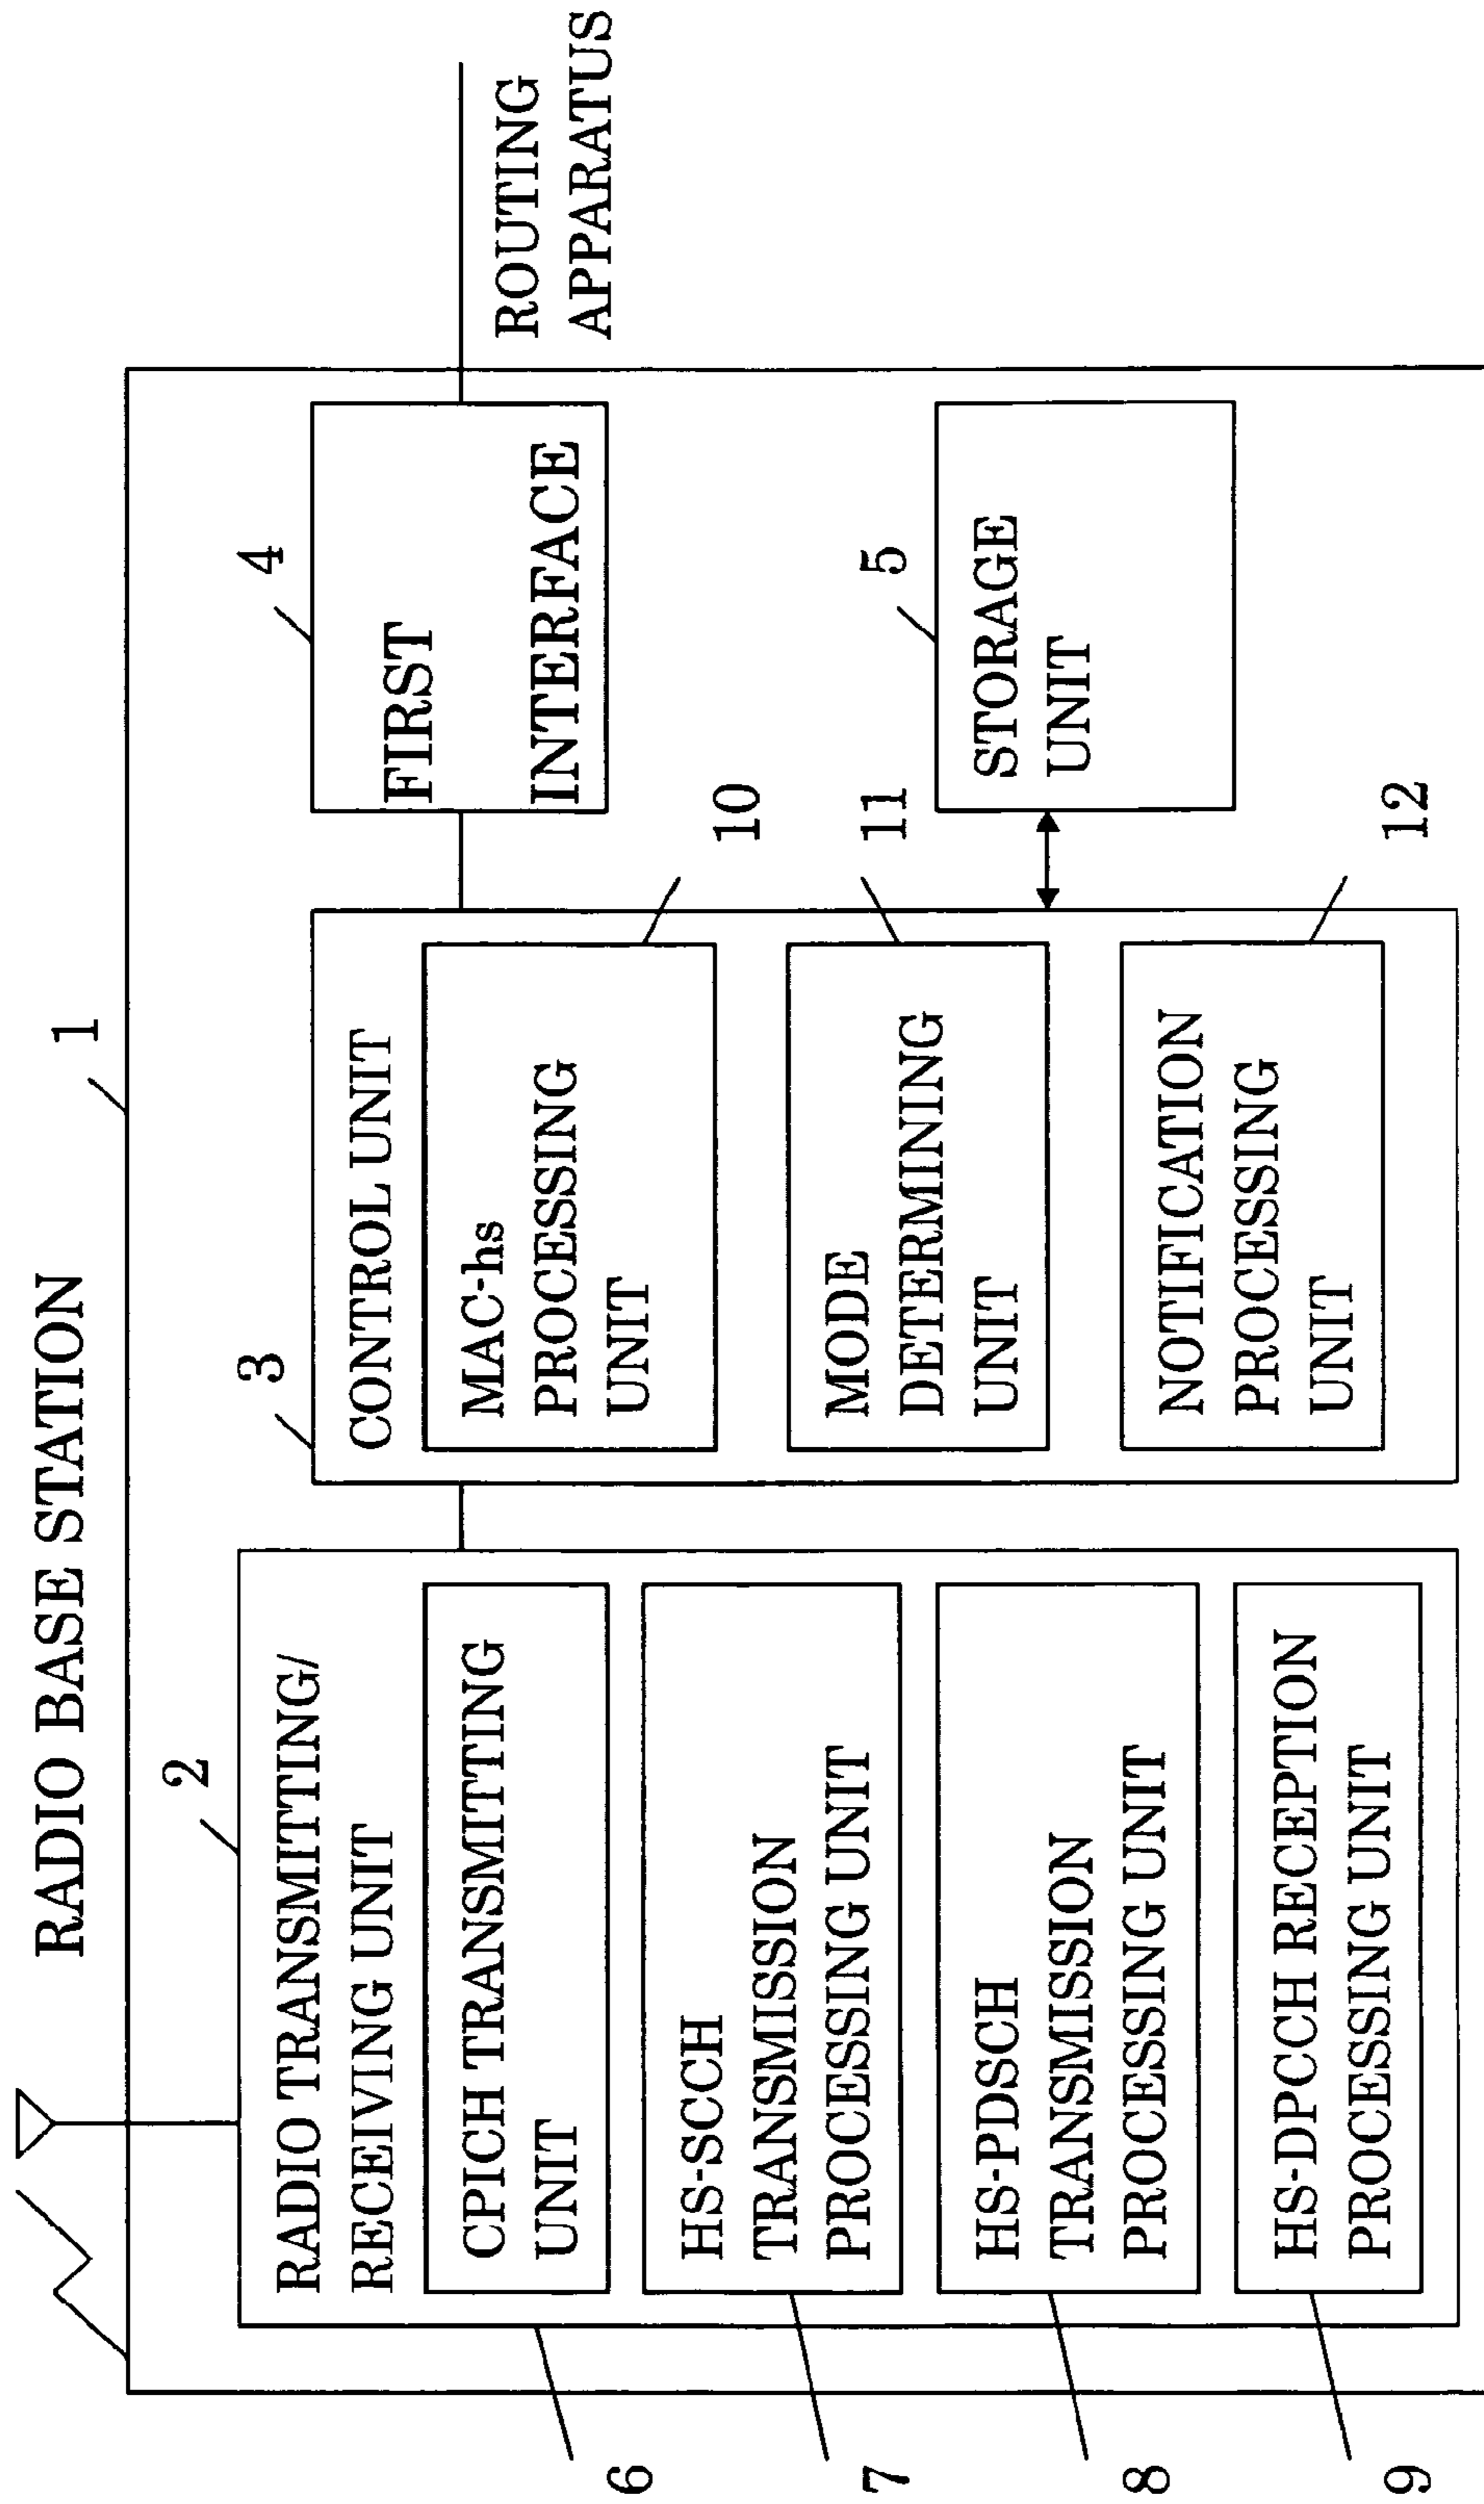 RADIO BASE STATION
1
2
RADIO TRANSMITTING/
RECEIVING UNIT
CPICH TRANSMITTING
UNIT
HS-SCCH
TRANSMISSION
PROCESSING UNIT
HS-PDSCH
TRANSMISSION
PROCESSING UNIT
HS-DPCCH RECEPTION
PROCESSING UNIT
6
7
8
9
3
CONTROL UNIT
MAC-hs
PROCESSING
UNIT
MODE
DETERMINING
UNIT
NOTIFICATION
PROCESSING
UNIT
10
11
12
4
FIRST
INTERFACE
5
STORAGE
UNIT
ROUTING
APPARATUS